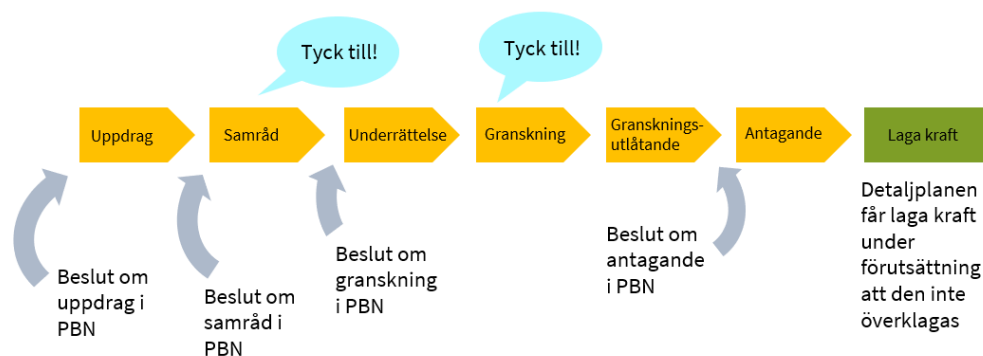 Tyck till!
Tyck till!
Uppdrag
Samråd
Underrättelse
Granskning
Gransknings-
utlåtande
Antagande
Laga kraft
Beslut om
uppdrag i
PBN
Beslut om
samråd i
PBN
Beslut om
granskning
i PBN
Beslut om
antagande
i PBN
Detaljplanen
får laga kraft
under
förutsättning
att den inte
överklagas